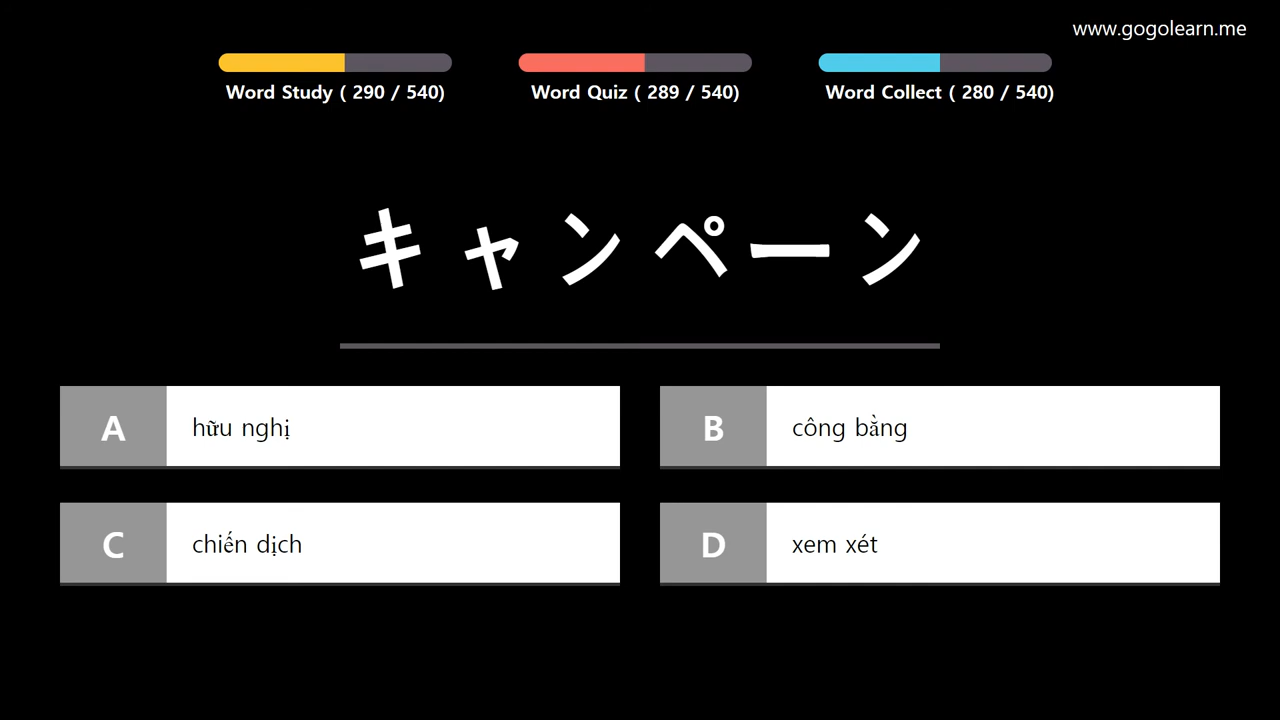 www.gogolearn.me
Word Study ( 290 / 540)
Word Quiz ( 289 / 540)
Word Collect ( 280 / 540)
キャンペーン
A hữu nghị
B công bằng
C chiến dịch
D xem xét